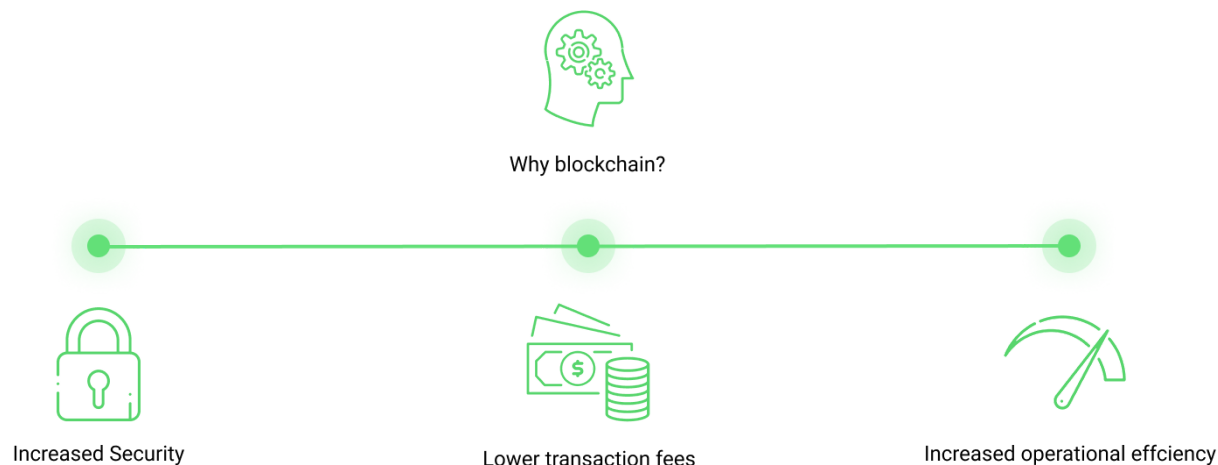 Why blockchain?
$
Increased Security
Lower transaction fees
Increased operational effciency